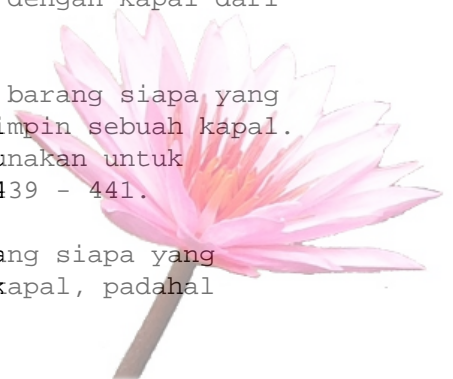 dengan kapal dari
barang siapa yang
impin sebuah kapal.
unakan untuk
439 - 441.
ang siapa yang
kapal, padahal